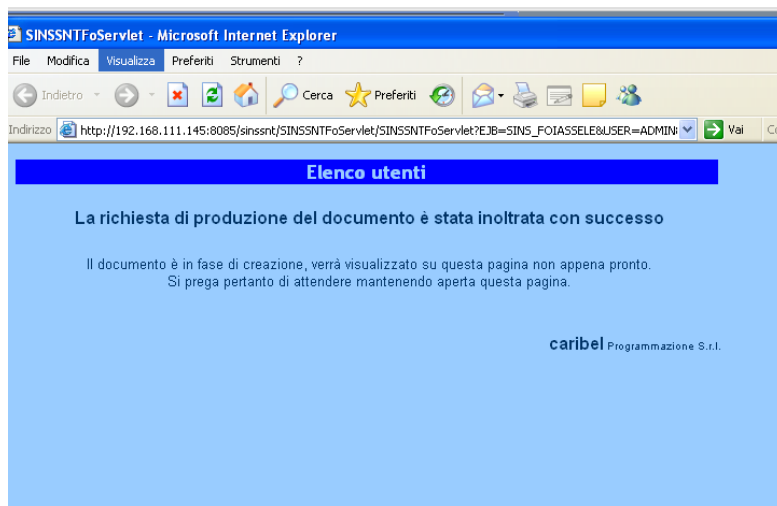 SINSSNTFoServlet - Microsoft Internet Explorer
File Modifica Visualizza Preferiti Strumenti ?
Indietro Cerca Preferiti
Indirizzo http://192.168.111.145:8085/sinssnt/SINSSNTFoServlet/SINSSNTFoServlet?EJB=SINS_FOIASSELE&USER=ADMIN Vai
Elenco utenti
La richiesta di produzione del documento è stata inoltrata con successo
Il documento è in fase di creazione, verrà visualizzato su questa pagina non appena pronto.
Si prega pertanto di attendere mantenendo aperta questa pagina.
caribel Programmazione S.r.l.